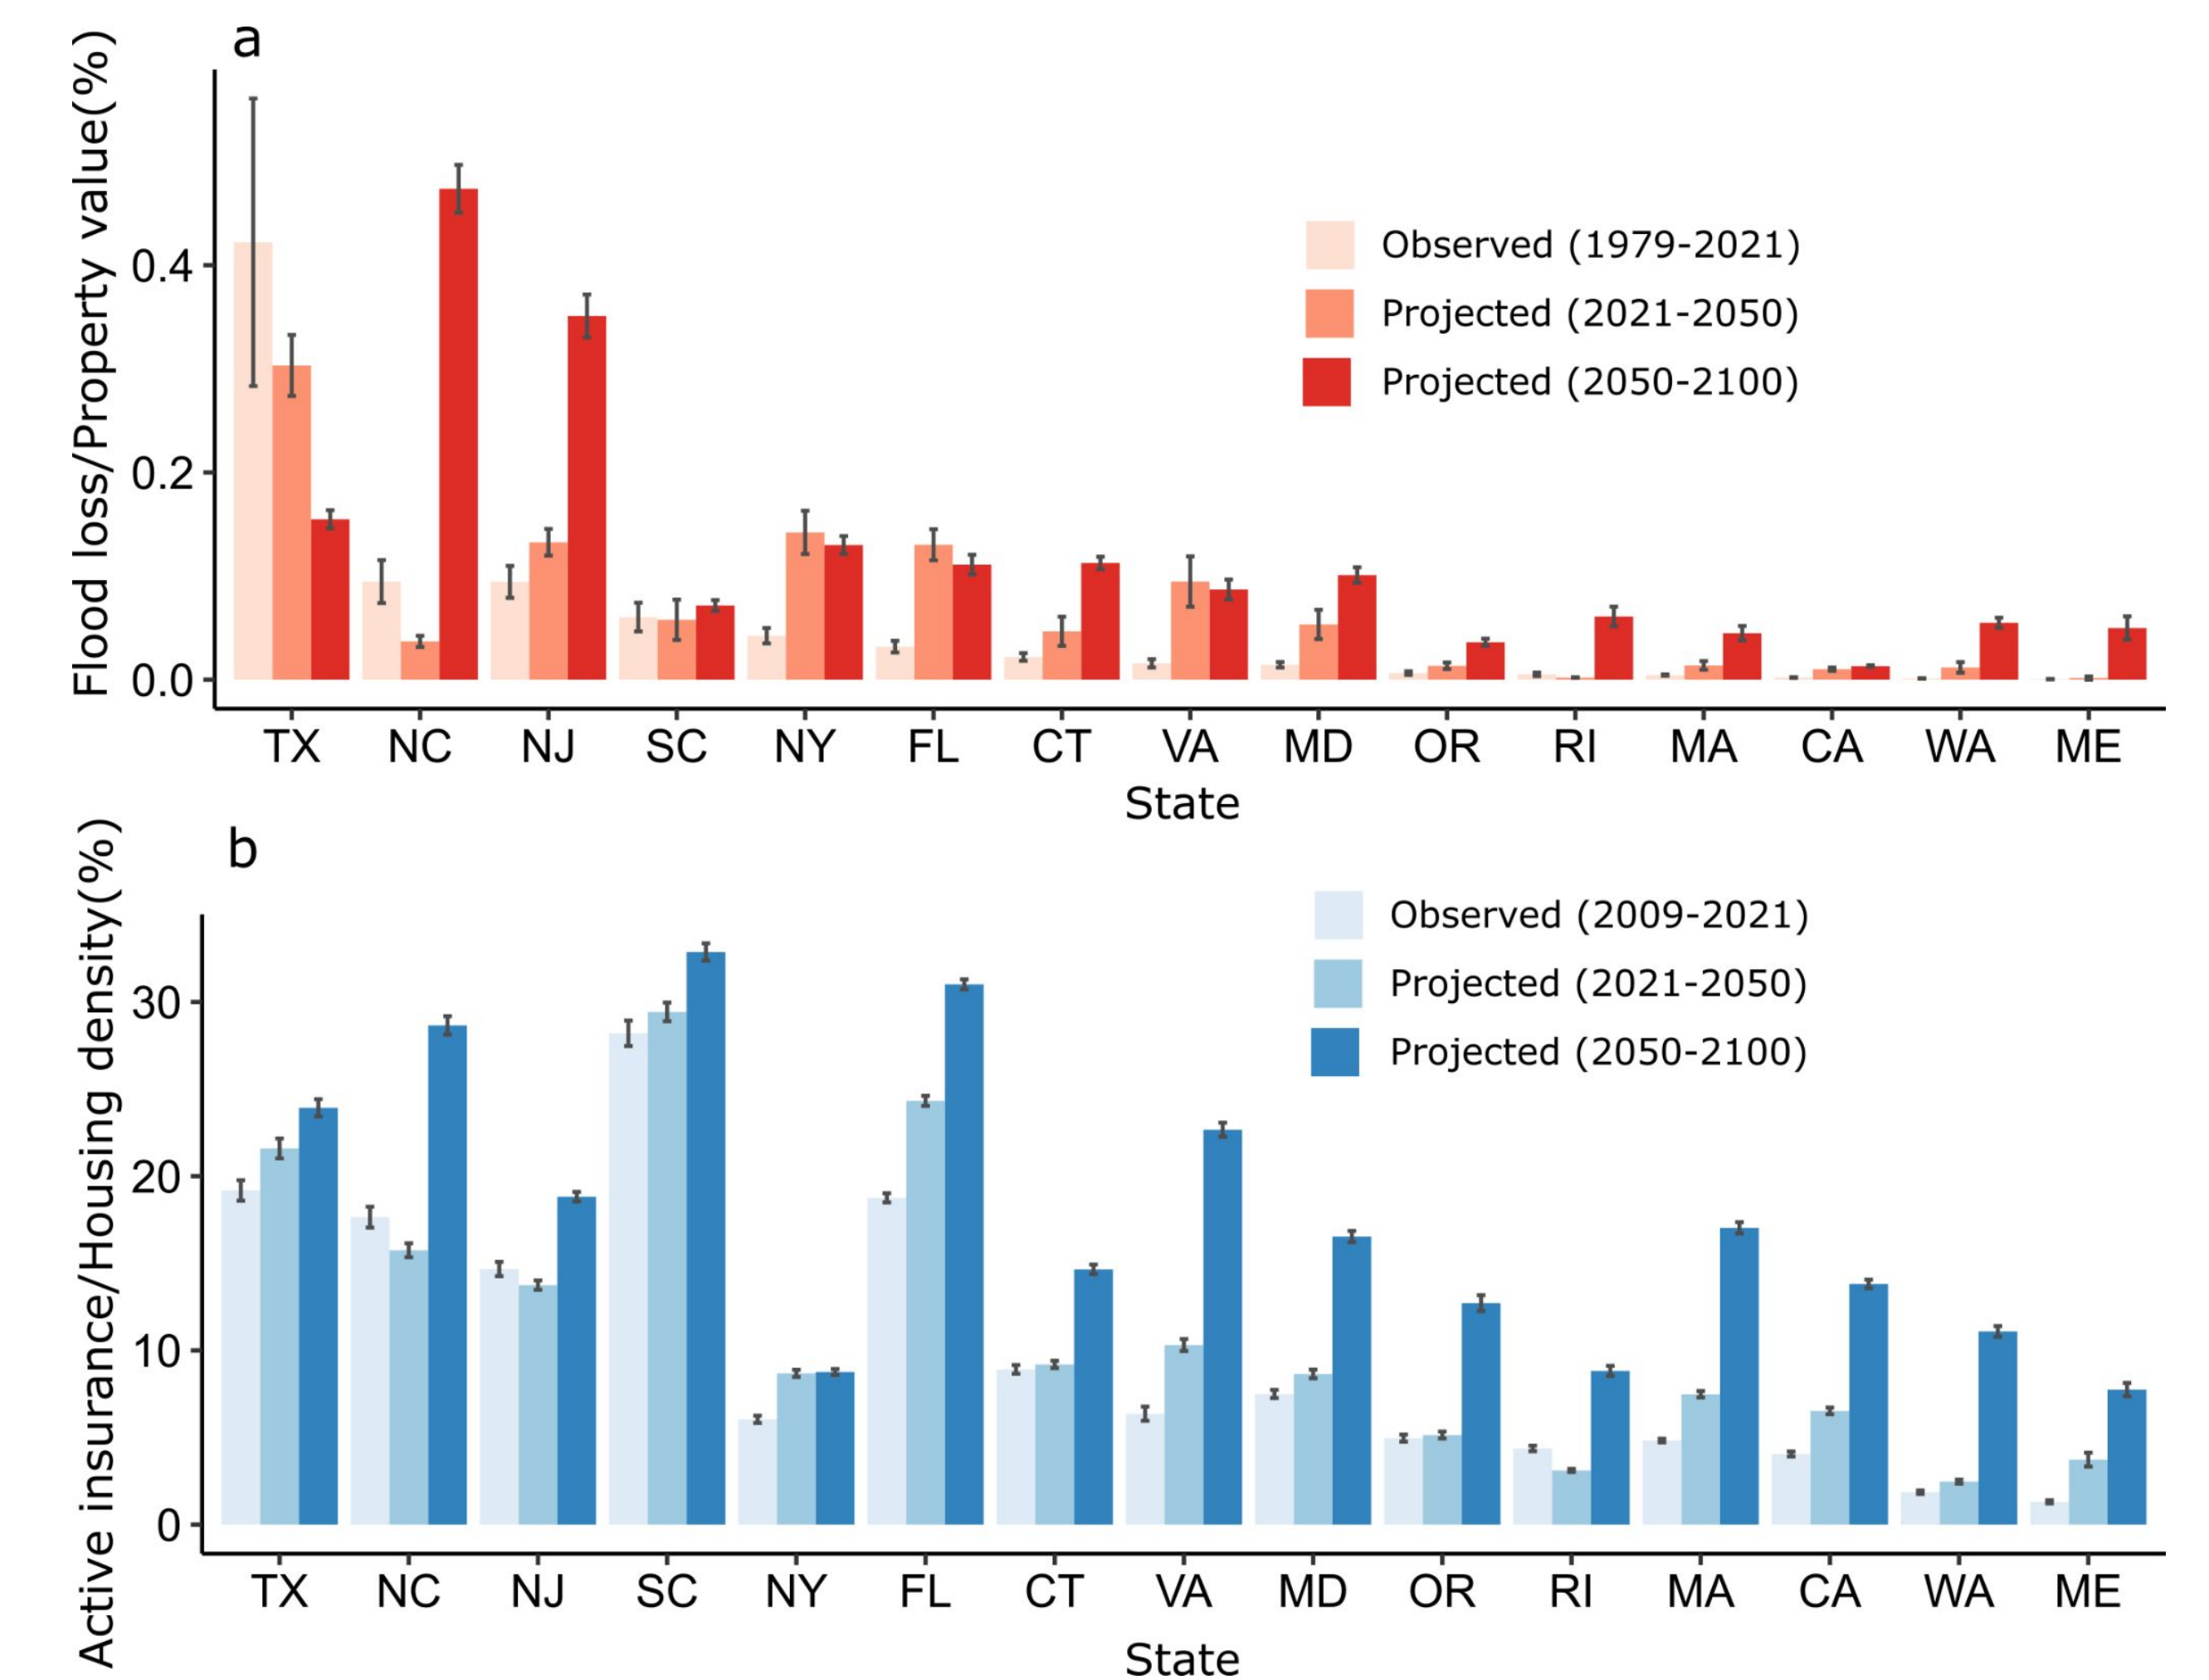 a
Flood loss/Property value(%)
0.4
0.2
0.0
Observed (1979-2021)
Projected (2021-2050)
Projected (2050-2100)
TX NC NJ SC NY FL CT VA MD OR RI MA CA WA ME
State
b
Active insurance/Housing density(%)
30
20
10
0
Observed (2009-2021)
Projected (2021-2050)
Projected (2050-2100)
TX NC NJ SC NY FL CT VA MD OR RI MA CA WA ME
State